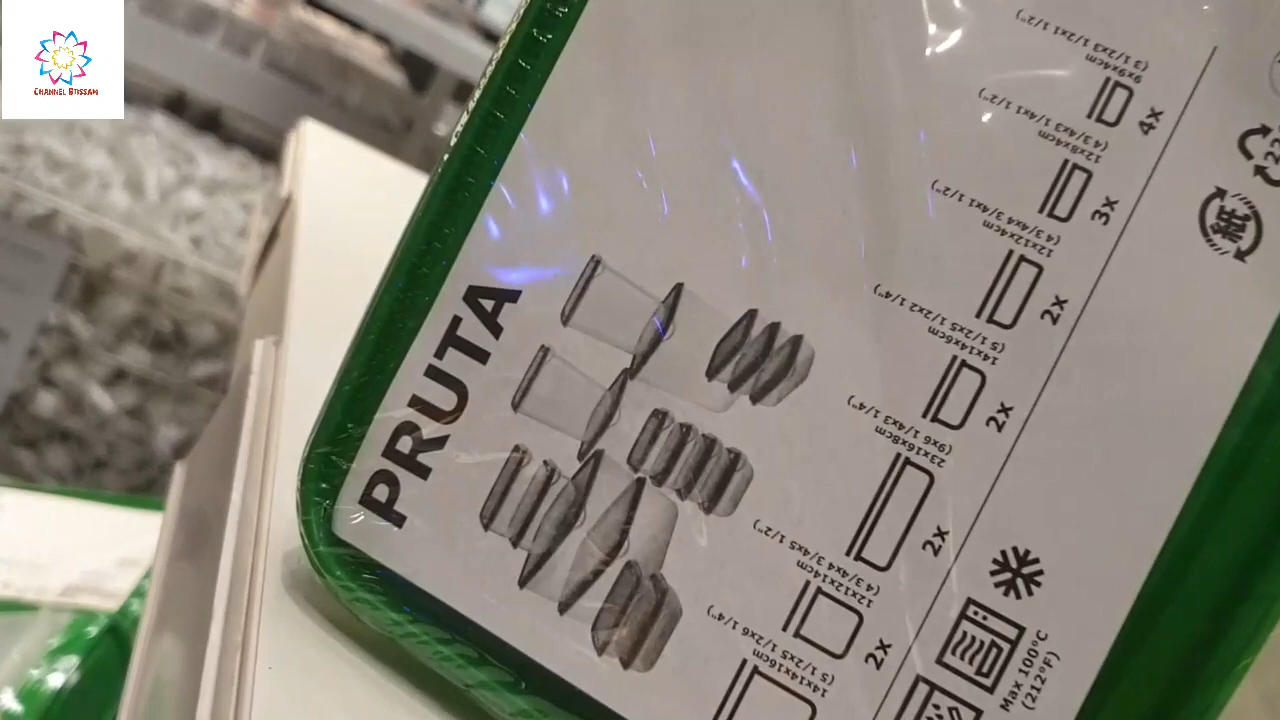 CHANNEL BUSSAM
PRUTA
9x9x4cm
(3 1/2x3 1/2x1 1/2")
4x
12x8x4cm
(4 3/4x3 1/4x1 1/2")
3x
12x12x4cm
(4 3/4x4 3/4x1 1/2")
2x
14x14x6cm
(5 1/2x5 1/2x2 1/4")
2x
23x16x8cm
(9x6 1/4x3 1/4")
2x
12x12x14cm
(4 3/4x4 3/4x5 1/2")
2x
14x14x16cm
(5 1/2x5 1/2x6 1/4")
Max 100°C
(212°F)
紙
22